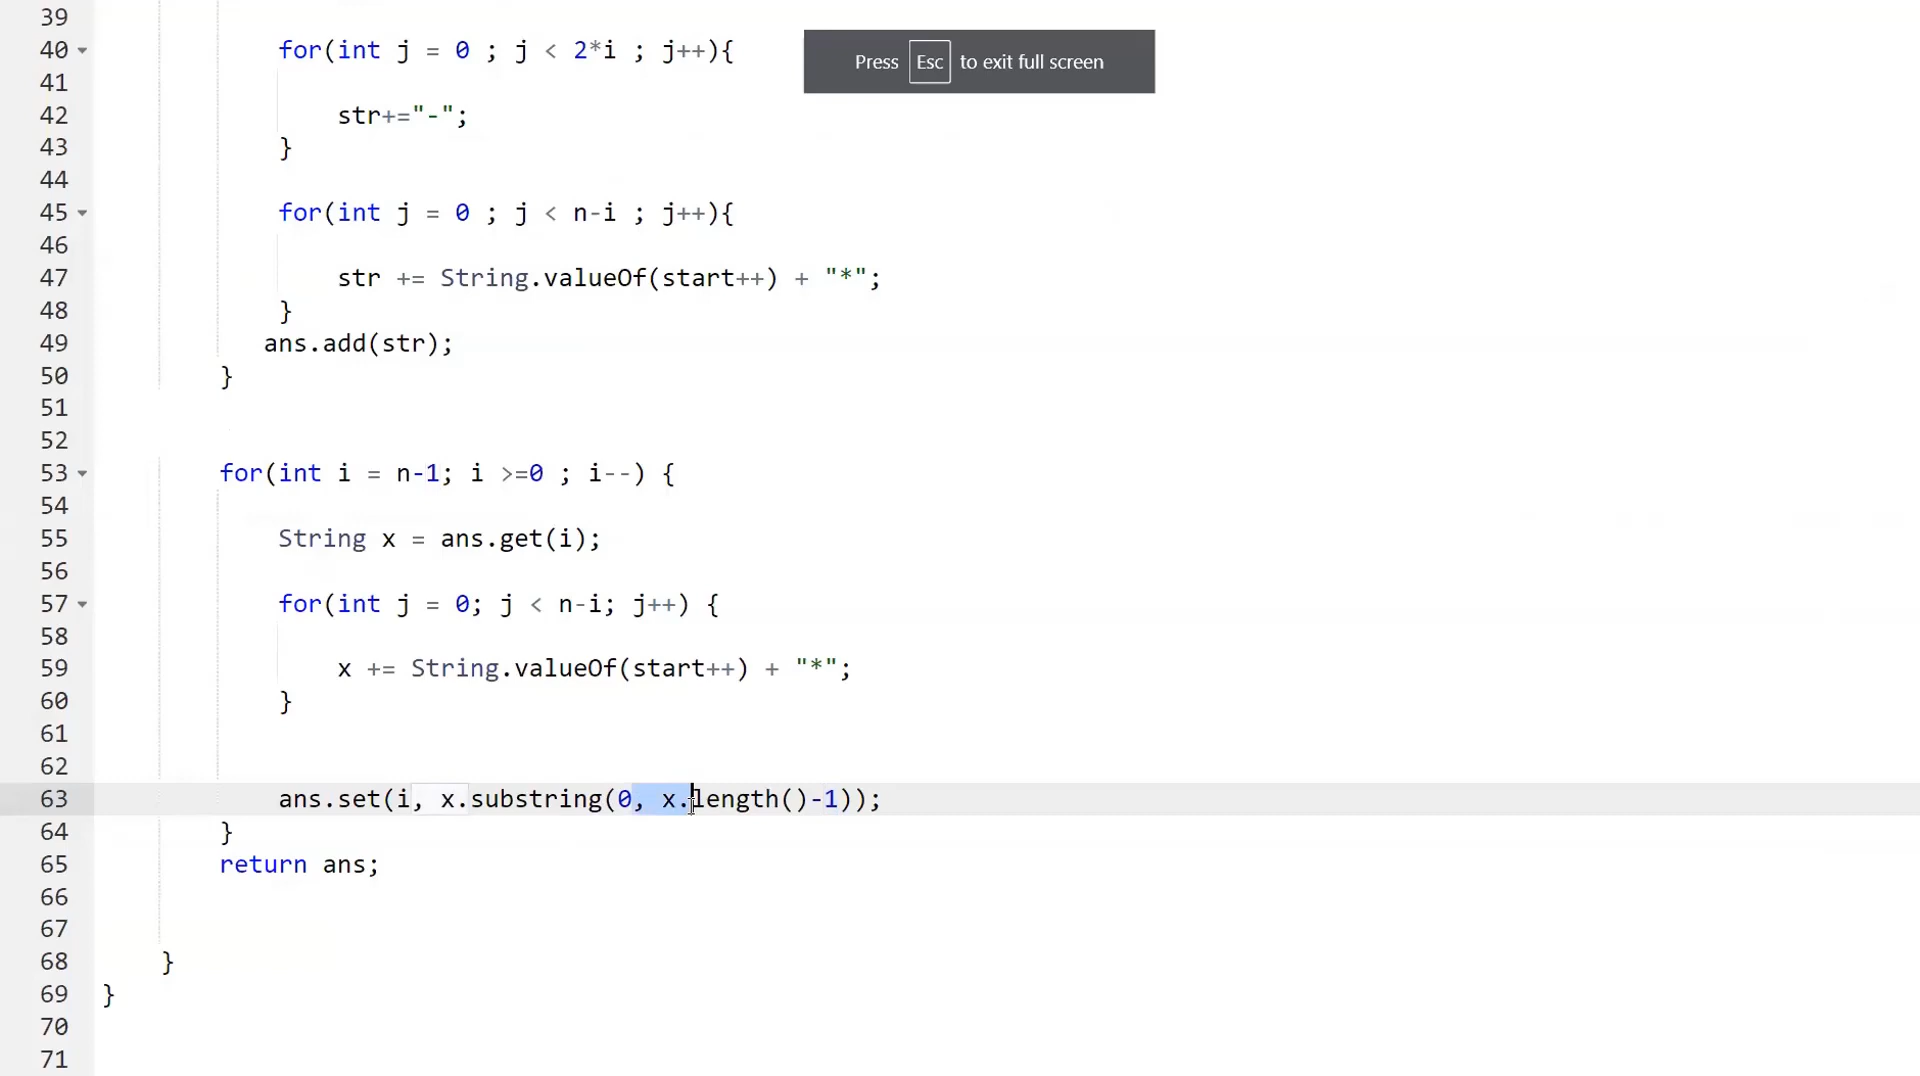 39
40 for(int j = 0 ; j < 2*i ; j++){
Press Esc to exit full screen
41
42 str+="-";
43 }
44
45 for(int j = 0 ; j < n-i ; j++){
46
47 str += String.valueOf(start++) + "*";
48 }
49 ans.add(str);
50 }
51
52
53 for(int i = n-1; i >=0 ; i--) {
54
55 String x = ans.get(i);
56
57 for(int j = 0; j < n-i; j++) {
58
59 x += String.valueOf(start++) + "*";
60 }
61
62
63 ans.set(i, x.substring(0, x.length()-1));
64 }
65 return ans;
66
67
68 }
69 }
70
71